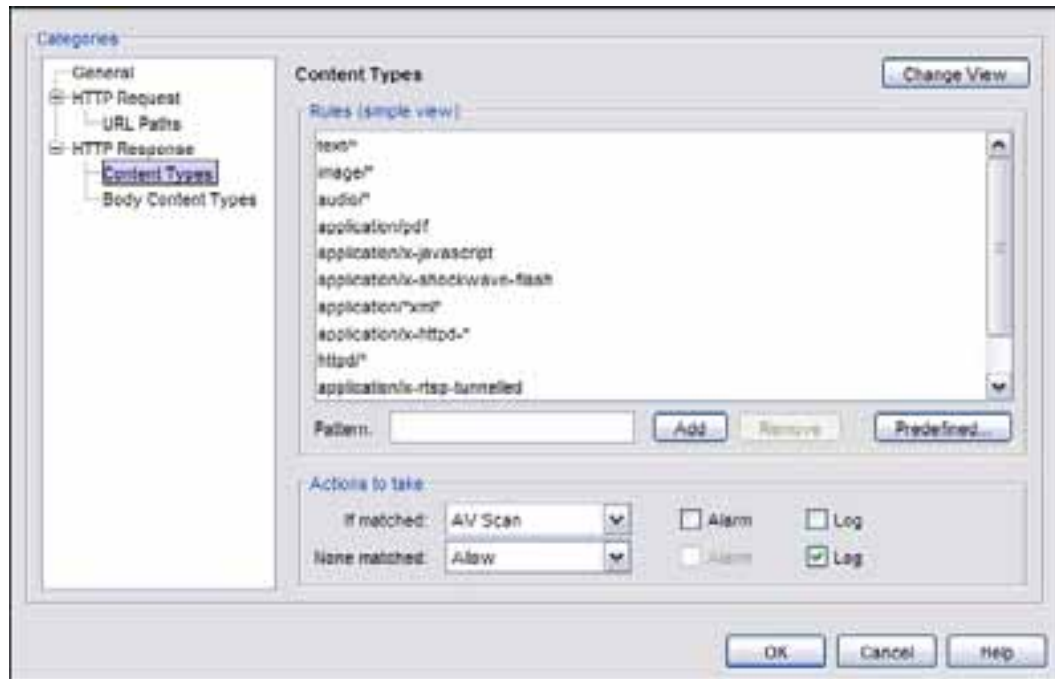 Categories
General
HTTP Request
URL Paths
HTTP Response
Content Types
Body Content Types
Content Types
Change View
Rules (simple view)
text/*
image/*
audio/*
application/pdf
application/x-javascript
application/x-shockwave-flash
application/*xml*
application/x-httpd-*
httpd/*
application/x-rtsp-tunnelled
Pattern:
Add
Remove
Predefined...
Actions to take
If matched: AV Scan Alarm Log
None matched: Allow Alarm Log
OK Cancel Help